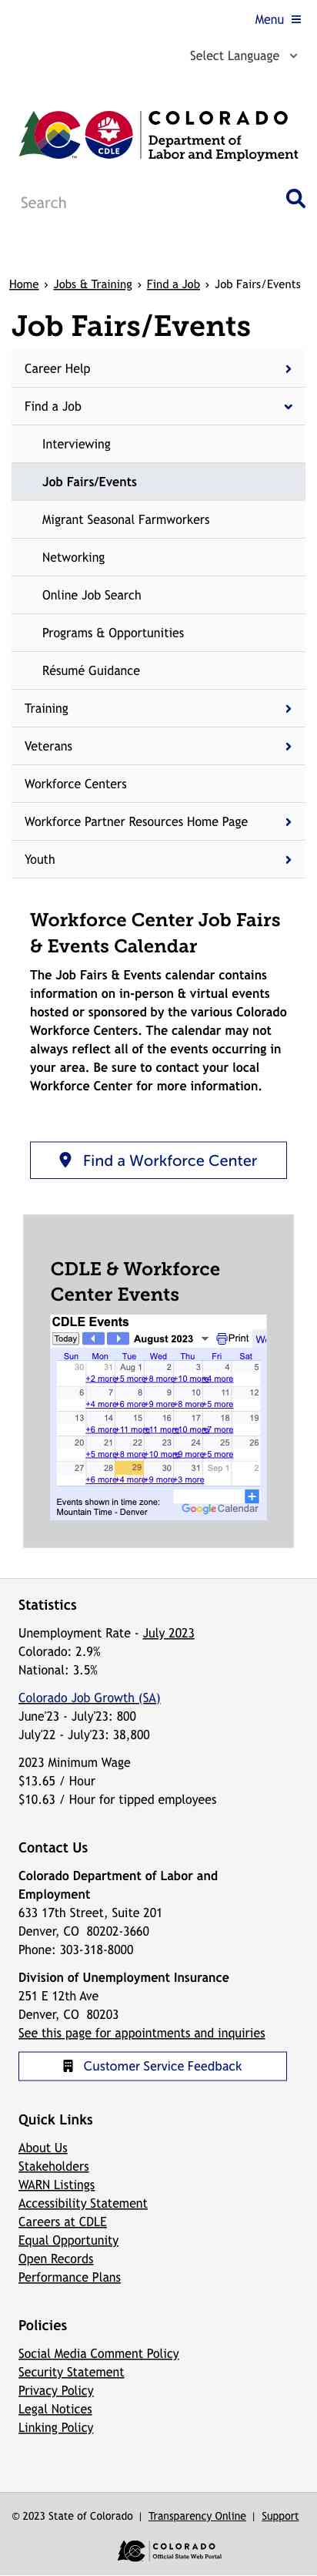 Menu
Select Language
CDLE
COLORADO
Department of
Labor and Employment
Search
Home › Jobs & Training › Find a Job › Job Fairs/Events
Job Fairs/Events
Career Help
Find a Job
Interviewing
Job Fairs/Events
Migrant Seasonal Farmworkers
Networking
Online Job Search
Programs & Opportunities
Résumé Guidance
Training
Veterans
Workforce Centers
Workforce Partner Resources Home Page
Youth
Workforce Center Job Fairs
& Events Calendar
The Job Fairs & Events calendar contains
information on in-person & virtual events
hosted or sponsored by the various Colorado
Workforce Centers. The calendar may not
always reflect all of the events occurring in
your area. Be sure to contact your local
Workforce Center for more information.
Find a Workforce Center
CDLE & Workforce
Center Events
CDLE Events
Today August 2023 Print
Sun Mon Tue Wed Thu Fri Sat
30 31 Aug 1 2 3 4 5
+2 more +5 more +8 more +10 more +4 more
6 7 8 9 10 11 12
+4 more +6 more +9 more +8 more +5 more
13 14 15 16 17 18 19
+6 more +11 more +11 more +10 more +7 more
20 21 22 23 24 25 26
+5 more +8 more +10 more +9 more +5 more
27 28 29 30 31 Sep 1 2
+6 more +4 more +9 more +3 more
Events shown in time zone:
Mountain Time - Denver
Google Calendar
Statistics
Unemployment Rate - July 2023
Colorado: 2.9%
National: 3.5%
Colorado Job Growth (SA)
June'23 - July'23: 800
July'22 - July'23: 38,800
2023 Minimum Wage
$13.65 / Hour
$10.63 / Hour for tipped employees
Contact Us
Colorado Department of Labor and
Employment
633 17th Street, Suite 201
Denver, CO 80202-3660
Phone: 303-318-8000
Division of Unemployment Insurance
251 E 12th Ave
Denver, CO 80203
See this page for appointments and inquiries
Customer Service Feedback
Quick Links
About Us
Stakeholders
WARN Listings
Accessibility Statement
Careers at CDLE
Equal Opportunity
Open Records
Performance Plans
Policies
Social Media Comment Policy
Security Statement
Privacy Policy
Legal Notices
Linking Policy
© 2023 State of Colorado | Transparency Online | Support
COLORADO
Official State Web Portal